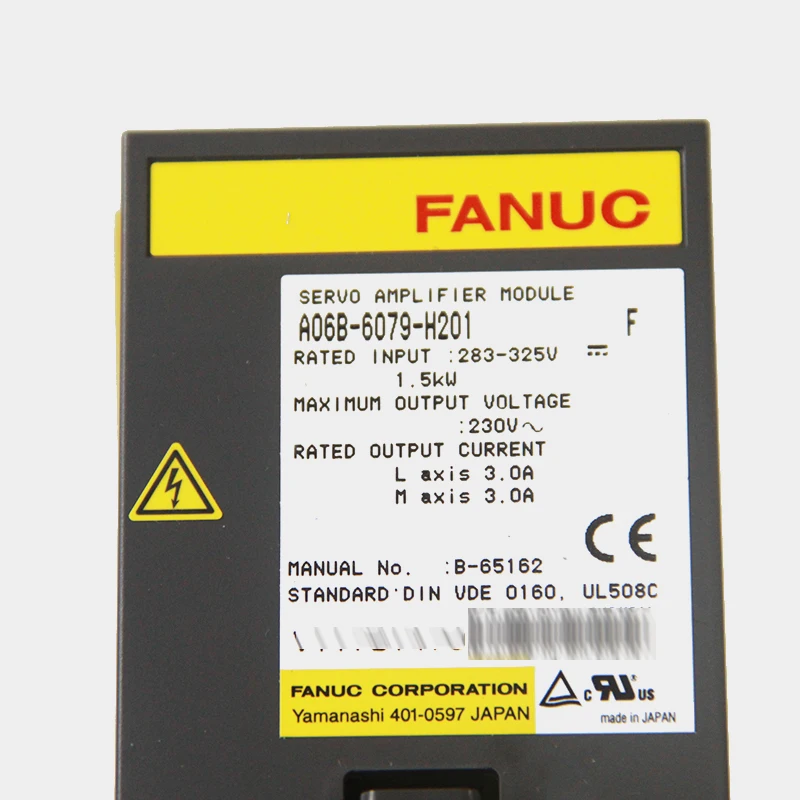 FANUC
SERVO AMPLIFIER MODULE
A06B-6079-H201 F
RATED INPUT :283-325V
1.5kW
MAXIMUM OUTPUT VOLTAGE
:230V~
RATED OUTPUT CURRENT
L axis 3.0A
M axis 3.0A
CE
MANUAL No. :B-65162
STANDARD:DIN VDE 0160, UL508C
FANUC CORPORATION
Yamanashi 401-0597 JAPAN
c RU US
made in JAPAN